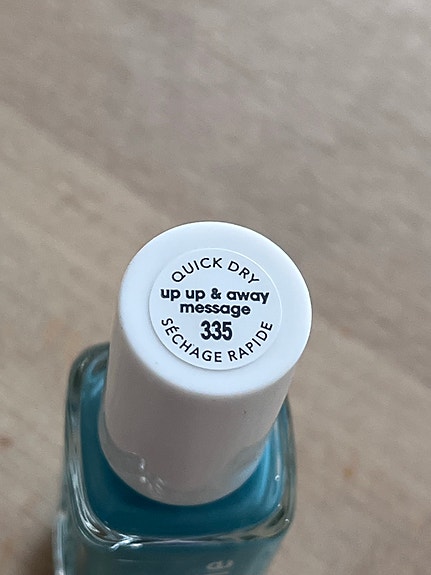 QUICK DRY
up up & away
message
335
SÉCHAGE RAPIDE